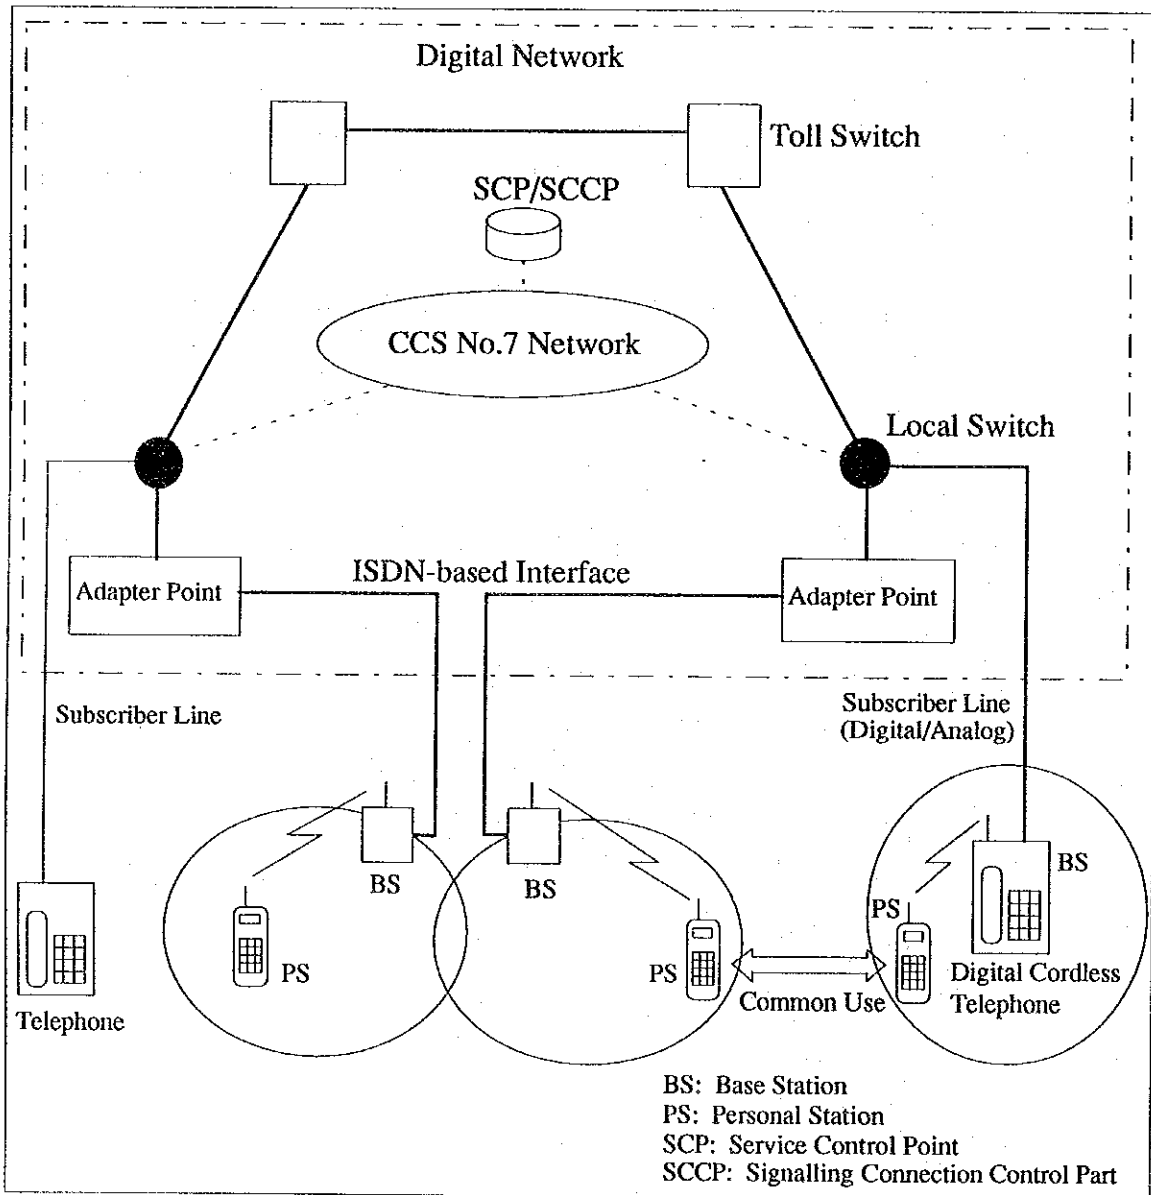 Digital Network
Toll Switch
SCP/SCCP
CCS No.7 Network
Local Switch
ISDN-based Interface
Adapter Point
Adapter Point
Subscriber Line
Subscriber Line
(Digital/Analog)
BS
BS
BS
PS
PS
PS
Common Use
Digital Cordless
Telephone
Telephone
BS: Base Station
PS: Personal Station
SCP: Service Control Point
SCCP: Signalling Connection Control Part